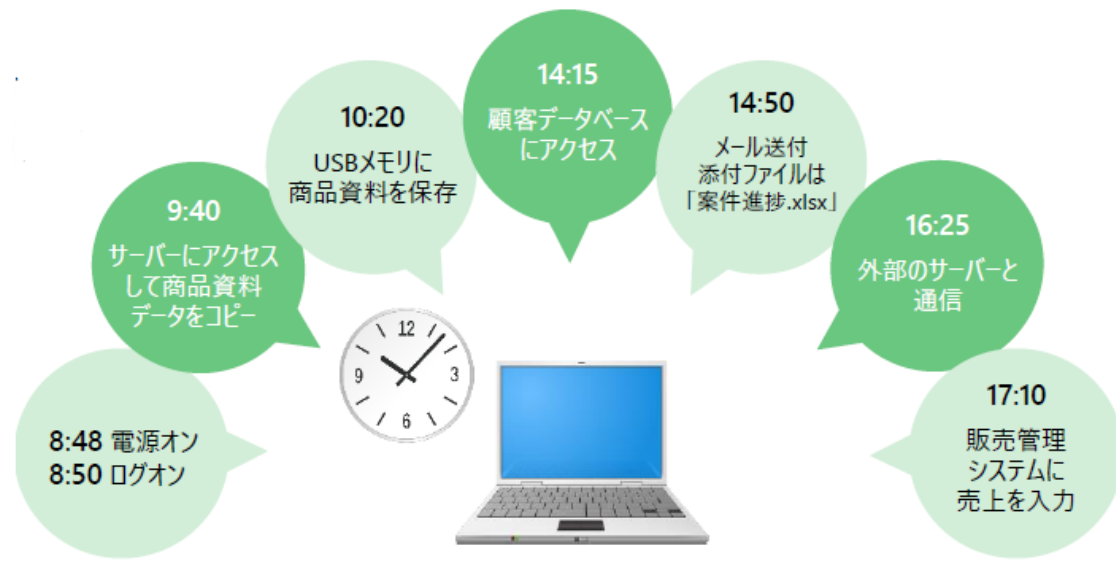 8:48 電源オン
8:50 ログオン
9:40
サーバーにアクセス
して商品資料
データをコピー
10:20
USBメモリに
商品資料を保存
14:15
顧客データベース
にアクセス
14:50
メール送付
添付ファイルは
「案件進捗.xlsx」
16:25
外部のサーバーと
通信
17:10
販売管理
システムに
売上を入力
12
9
3
6